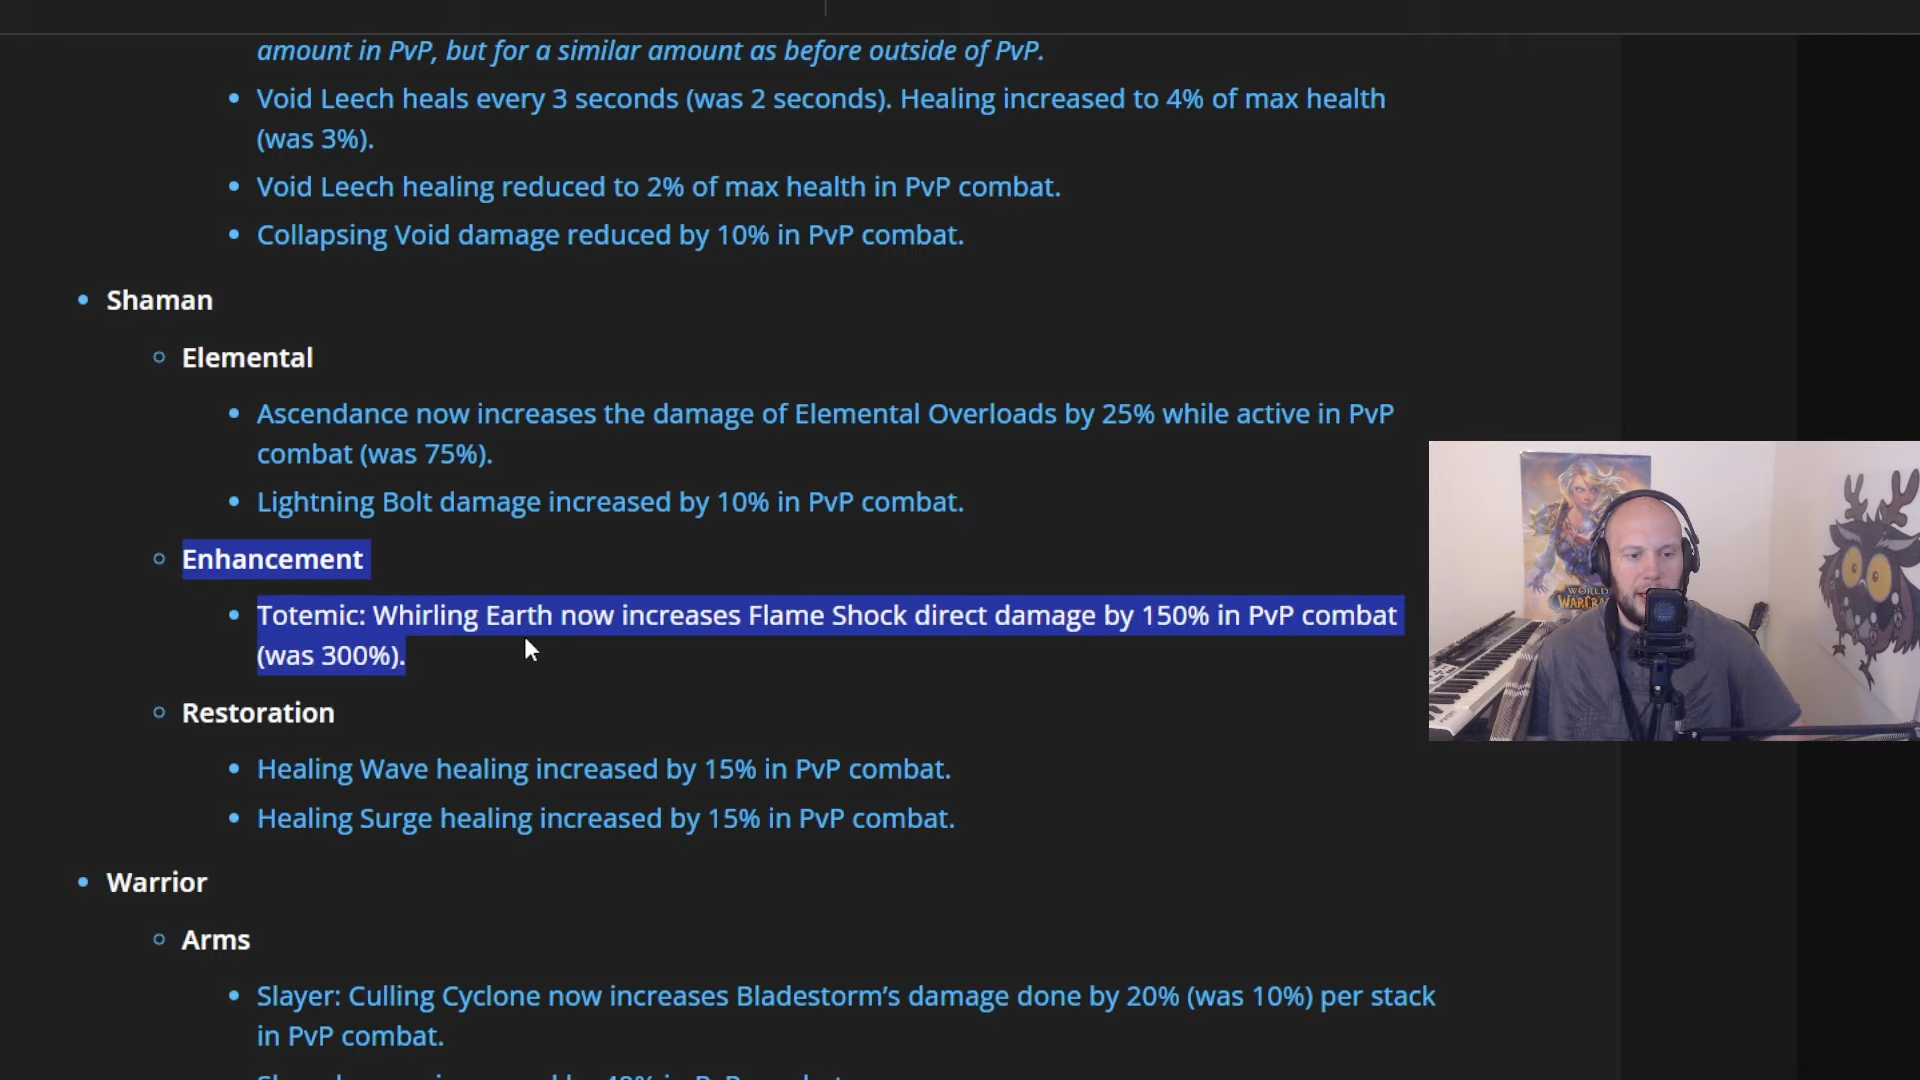 amount in PvP, but for a similar amount as before outside of PvP.
Void Leech heals every 3 seconds (was 2 seconds). Healing increased to 4% of max health
(was 3%).
Void Leech healing reduced to 2% of max health in PvP combat.
Collapsing Void damage reduced by 10% in PvP combat.
Shaman
Elemental
Ascendance now increases the damage of Elemental Overloads by 25% while active in PvP
combat (was 75%).
Lightning Bolt damage increased by 10% in PvP combat.
Enhancement
Totemic: Whirling Earth now increases Flame Shock direct damage by 150% in PvP combat
(was 300%).
Restoration
Healing Wave healing increased by 15% in PvP combat.
Healing Surge healing increased by 15% in PvP combat.
Warrior
Arms
Slayer: Culling Cyclone now increases Bladestorm’s damage done by 20% (was 10%) per stack
in PvP combat.
WORLD